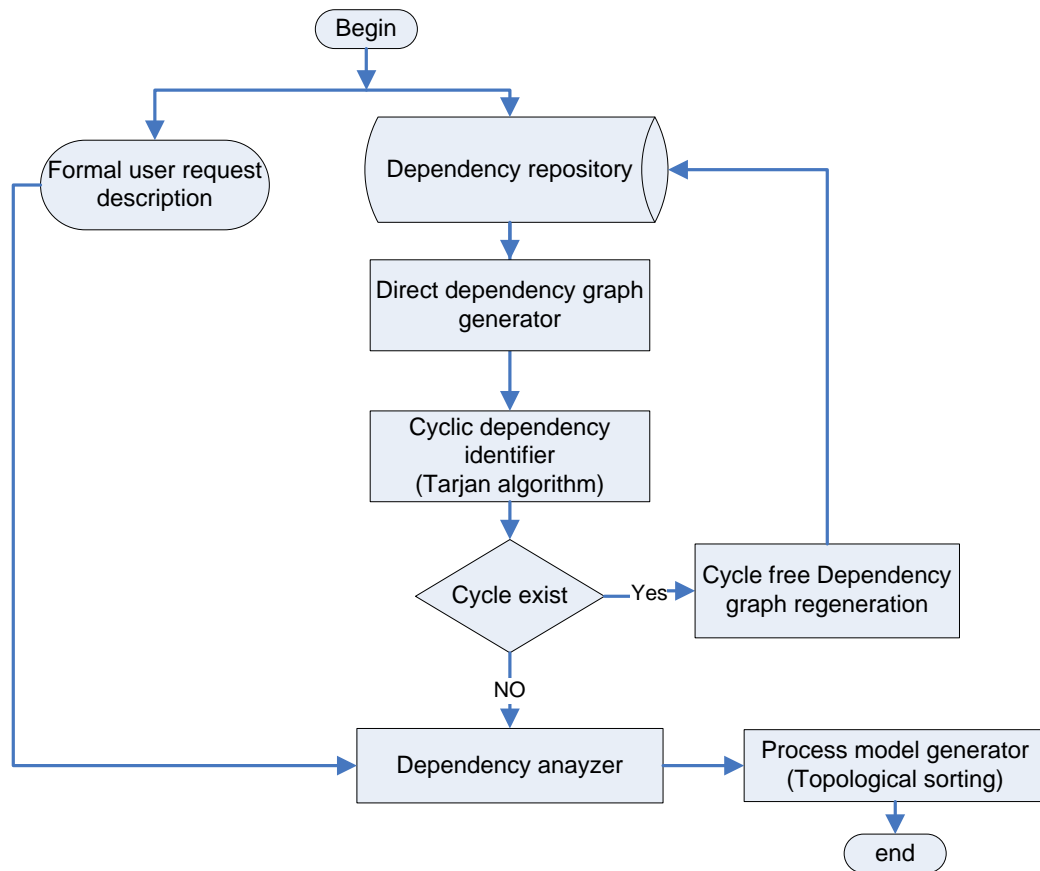 Begin
Formal user request
description
Dependency repository
Direct dependency graph
generator
Cyclic dependency
identifier
(Tarjan algorithm)
Cycle exist
Yes
Cycle free Dependency
graph regeneration
NO
Dependency anayzer
Process model generator
(Topological sorting)
end